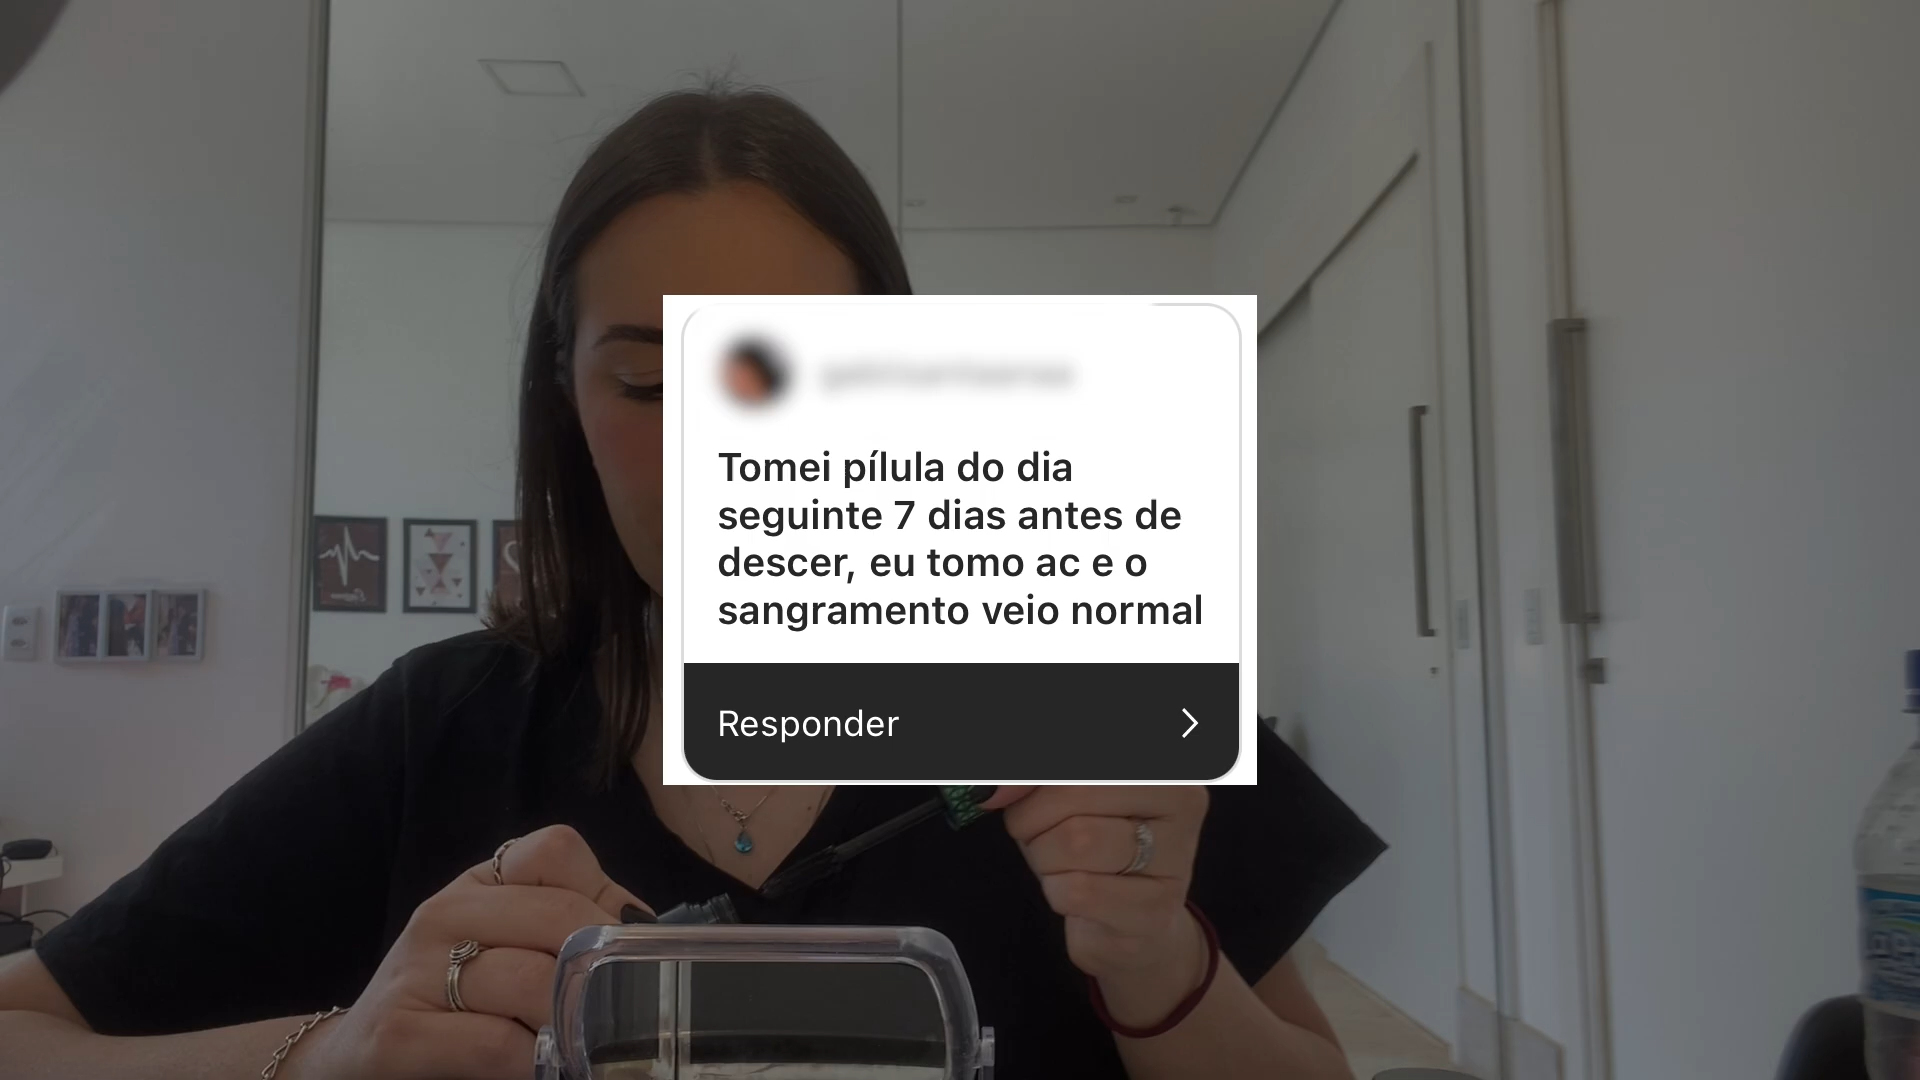 Tomei pílula do dia
seguinte 7 dias antes de
descer, eu tomo ac e o
sangramento veio normal
Responder